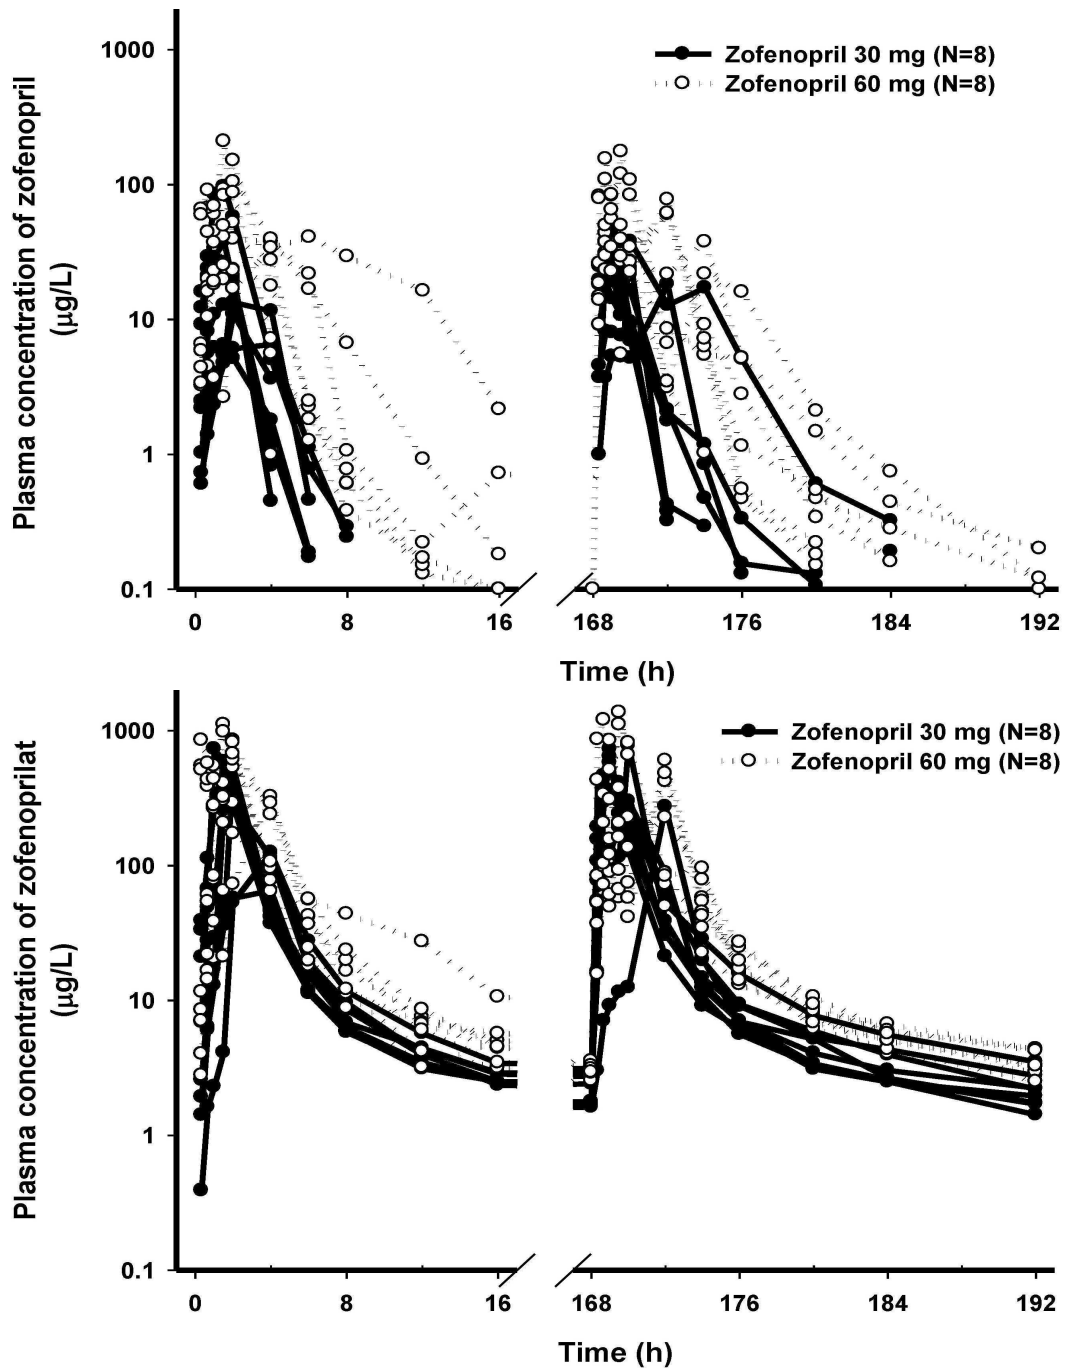 Plasma concentration of zofenopril
(µg/L)
1000
100
10
1
0.1
Zofenopril 30 mg (N=8)
Zofenopril 60 mg (N=8)
0
8
16
168
176
184
192
Time (h)
Plasma concentration of zofenoprilat
(µg/L)
1000
100
10
1
0.1
Zofenopril 30 mg (N=8)
Zofenopril 60 mg (N=8)
0
8
16
168
176
184
192
Time (h)